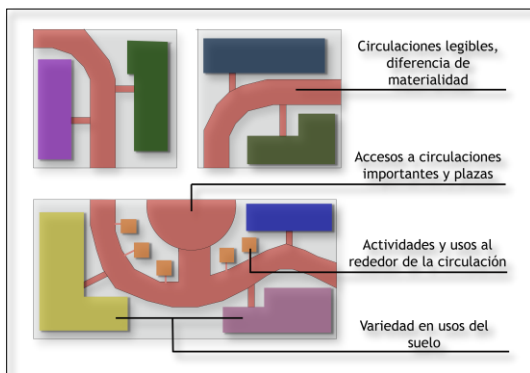 Circulaciones legibles,
diferencia de
materialidad
Accesos a circulaciones
importantes y plazas
Actividades y usos al
rededor de la circulación
Variedad en usos del
suelo